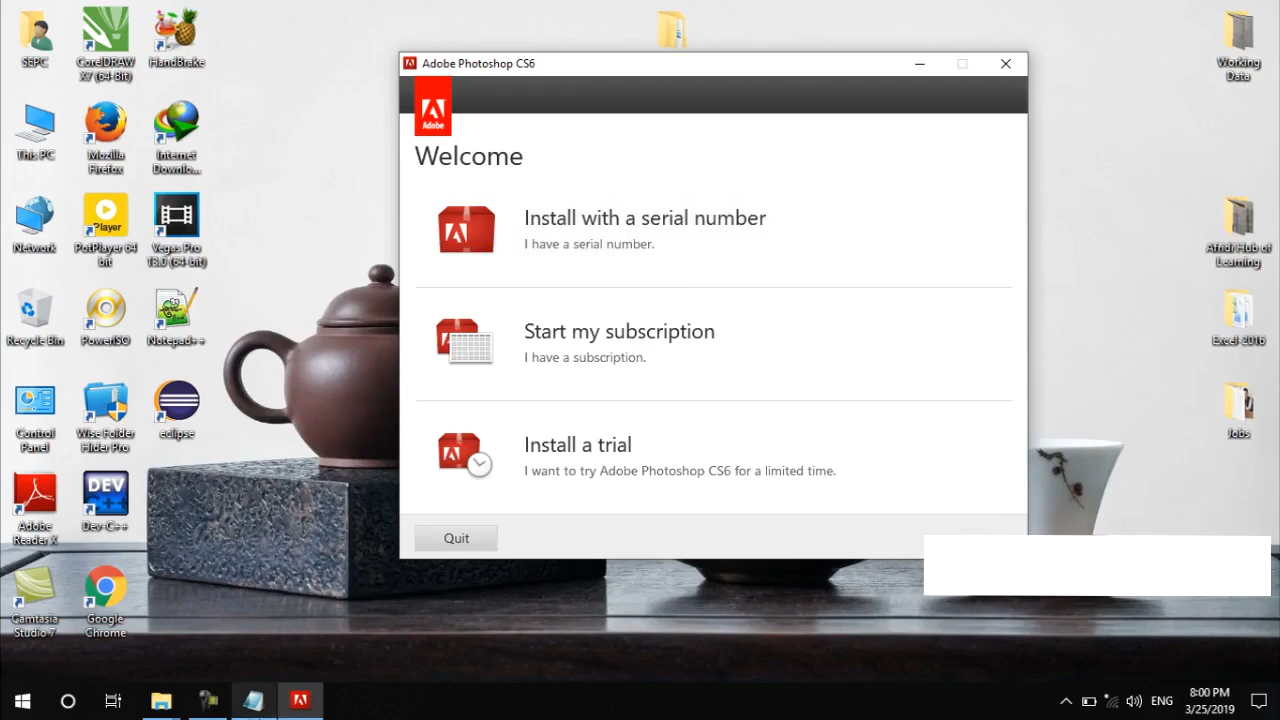 SEPC
CorelDRAW
X7 (64-Bit)
HandBrake
This PC
Mozilla
Firefox
Internet
Downlo...
Network
Player
PotPlayer 64
bit
Vegas Pro
13.0 (64-bit)
Recycle Bin
PowerISO
Notepad++
Control
Panel
Wise Folder
Hider Pro
eclipse
Adobe
Reader X
DEV
Dev-C++
Camtasia
Studio 7
Google
Chrome
Adobe Photoshop CS6
Adobe
Welcome
Install with a serial number
I have a serial number.
Start my subscription
I have a subscription.
Install a trial
I want to try Adobe Photoshop CS6 for a limited time.
Quit
Working
Data
Afridi Hub of
Learning
Excel-2016
Jobs
ENG
8:00 PM
3/25/2019